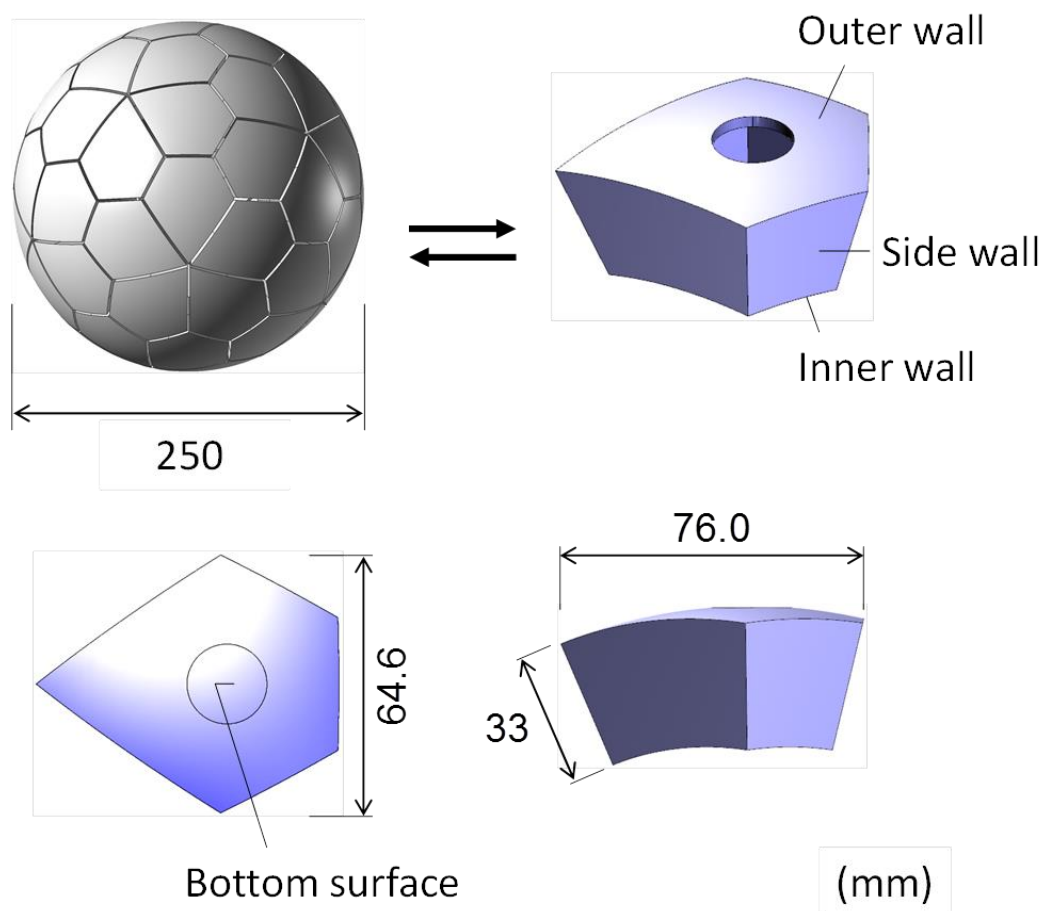 Outer wall
Side wall
Inner wall
250
76.0
64.6
33
Bottom surface
(mm)